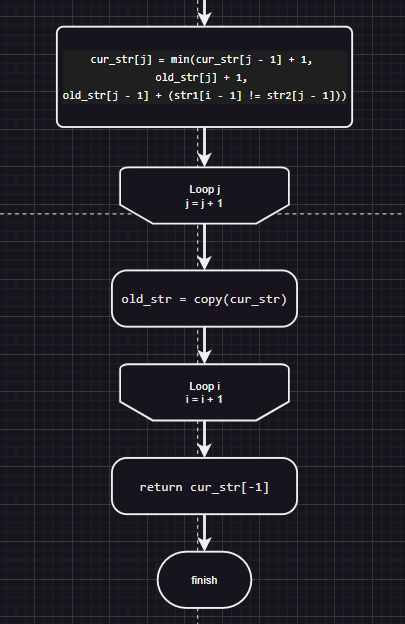 cur_str[j] = min(cur_str[j - 1] + 1,
old_str[j] + 1,
old_str[j - 1] + (str1[i - 1] != str2[j - 1]))
Loop j
j = j + 1
old_str = copy(cur_str)
Loop i
i = i + 1
return cur_str[-1]
finish